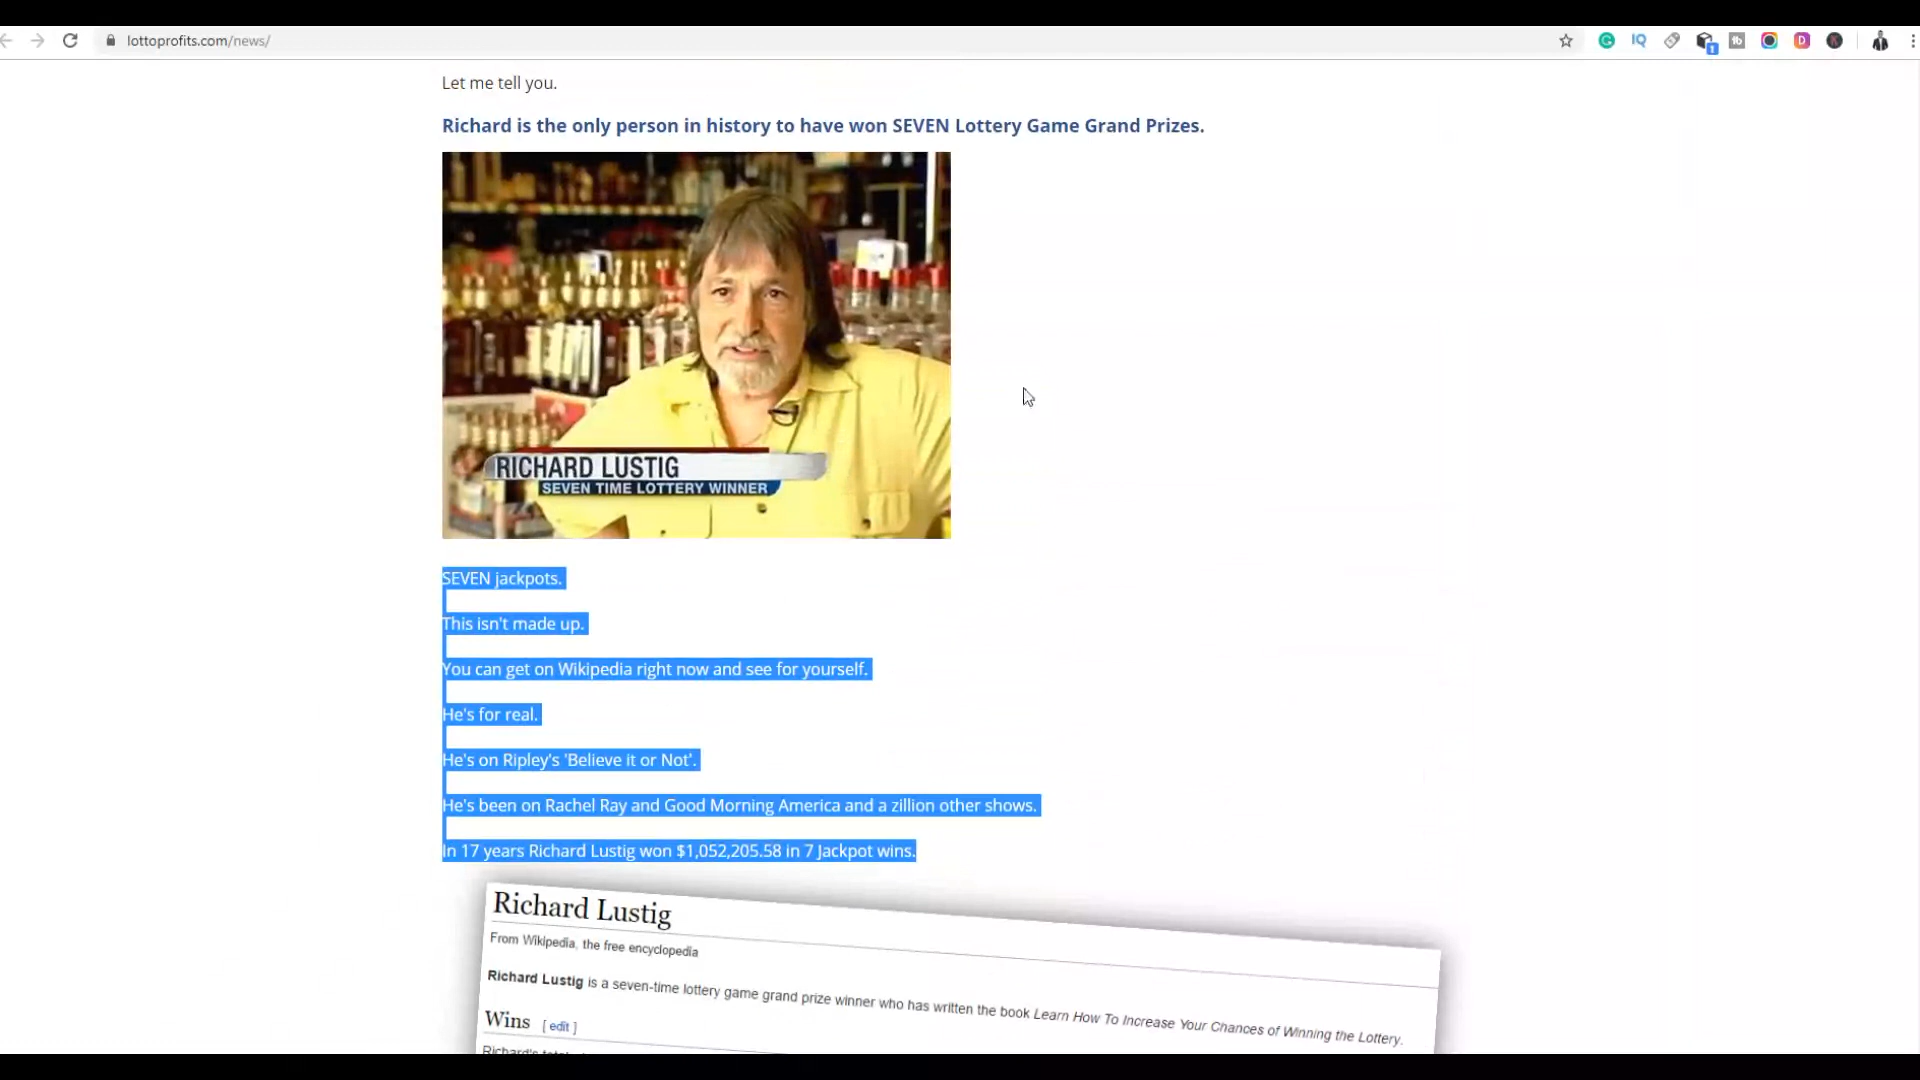 lottoprofits.com/news/
Let me tell you.
Richard is the only person in history to have won SEVEN Lottery Game Grand Prizes.
RICHARD LUSTIG
SEVEN TIME LOTTERY WINNER
SEVEN jackpots.
This isn't made up.
You can get on Wikipedia right now and see for yourself.
He's for real.
He's on Ripley's 'Believe it or Not'.
He's been on Rachel Ray and Good Morning America and a zillion other shows.
In 17 years Richard Lustig won $1,052,205.58 in 7 Jackpot wins.
Richard Lustig
From Wikipedia, the free encyclopedia
Richard Lustig is a seven-time lottery game grand prize winner who has written the book Learn How To Increase Your Chances of Winning the Lottery.
Wins [ edit ]
Richard's